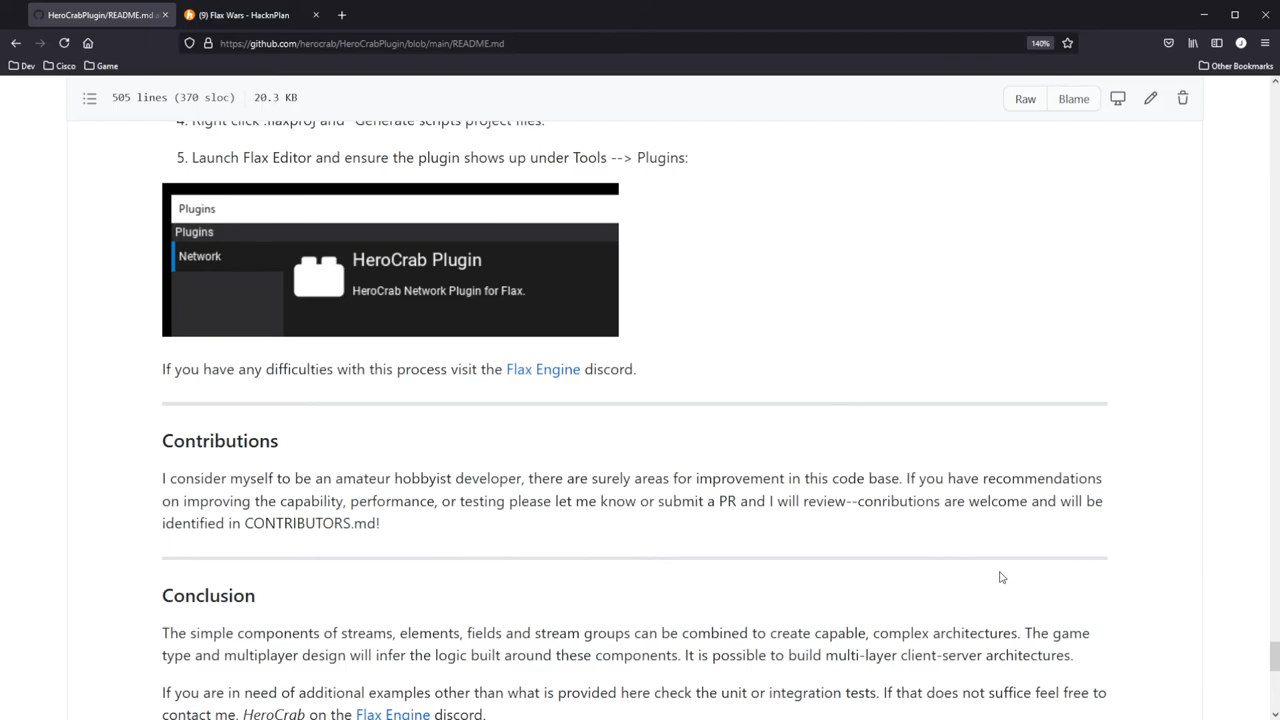 HeroCrabPlugin/README.md a
(9) Flax Wars - HacknPlan
https://github.com/herocrab/HeroCrabPlugin/blob/main/README.md
140%
Dev
Cisco
Game
Other Bookmarks
505 lines (370 sloc)
20.3 KB
Raw
Blame
4. Right click .flaxproj and "Generate scripts project files."
5. Launch Flax Editor and ensure the plugin shows up under Tools --> Plugins:
Plugins
Plugins
Network
HeroCrab Plugin
HeroCrab Network Plugin for Flax.
If you have any difficulties with this process visit the Flax Engine discord.
Contributions
I consider myself to be an amateur hobbyist developer, there are surely areas for improvement in this code base. If you have recommendations
on improving the capability, performance, or testing please let me know or submit a PR and I will review--conributions are welcome and will be
identified in CONTRIBUTORS.md!
Conclusion
The simple components of streams, elements, fields and stream groups can be combined to create capable, complex architectures. The game
type and multiplayer design will infer the logic built around these components. It is possible to build multi-layer client-server architectures.
If you are in need of additional examples other than what is provided here check the unit or integration tests. If that does not suffice feel free to
contact me, HeroCrab on the Flax Engine discord.